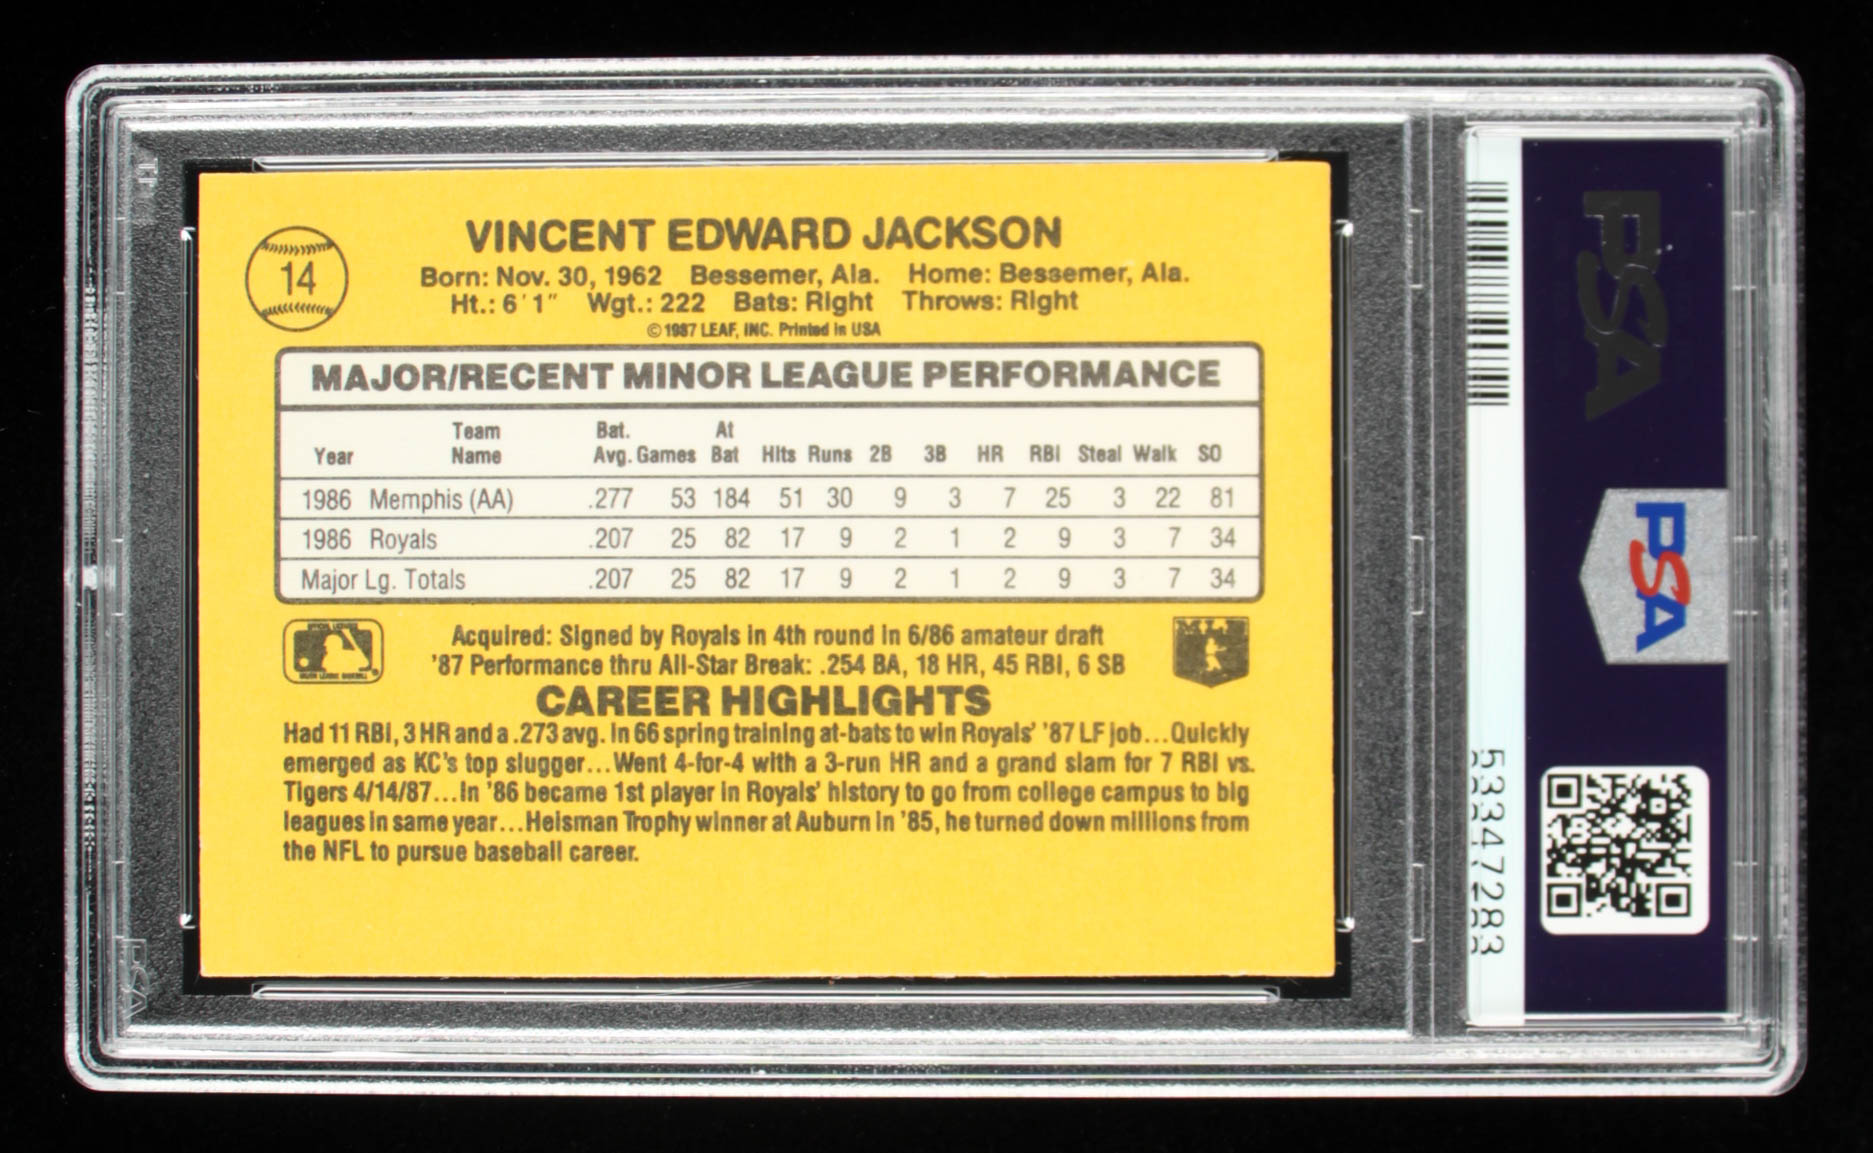 14
VINCENT EDWARD JACKSON
Born: Nov. 30, 1962 Bessemer, Ala. Home: Bessemer, Ala.
Ht.: 6'1" Wgt.: 222 Bats: Right Throws: Right
© 1987 LEAF, INC. Printed in USA
MAJOR/RECENT MINOR LEAGUE PERFORMANCE
Year Team Name Bat. Avg. Games At Bat Hits Runs 2B 3B HR RBI Steal Walk SO
1986 Memphis (AA) .277 53 184 51 30 9 3 7 25 3 22 81
1986 Royals .207 25 82 17 9 2 1 2 9 3 7 34
Major Lg. Totals .207 25 82 17 9 2 1 2 9 3 7 34
Acquired: Signed by Royals in 4th round in 6/86 amateur draft
'87 Performance thru All-Star Break: .254 BA, 18 HR, 45 RBI, 6 SB
MLB
CAREER HIGHLIGHTS
Had 11 RBI, 3 HR and a .273 avg. in 66 spring training at-bats to win Royals' '87 LF job...Quickly
emerged as KC's top slugger...Went 4-for-4 with a 3-run HR and a grand slam for 7 RBI vs.
Tigers 4/14/87...In '86 became 1st player in Royals' history to go from college campus to big
leagues in same year...Heisman Trophy winner at Auburn in '85, he turned down millions from
the NFL to pursue baseball career.
PSA
PSA
53347283
PSA